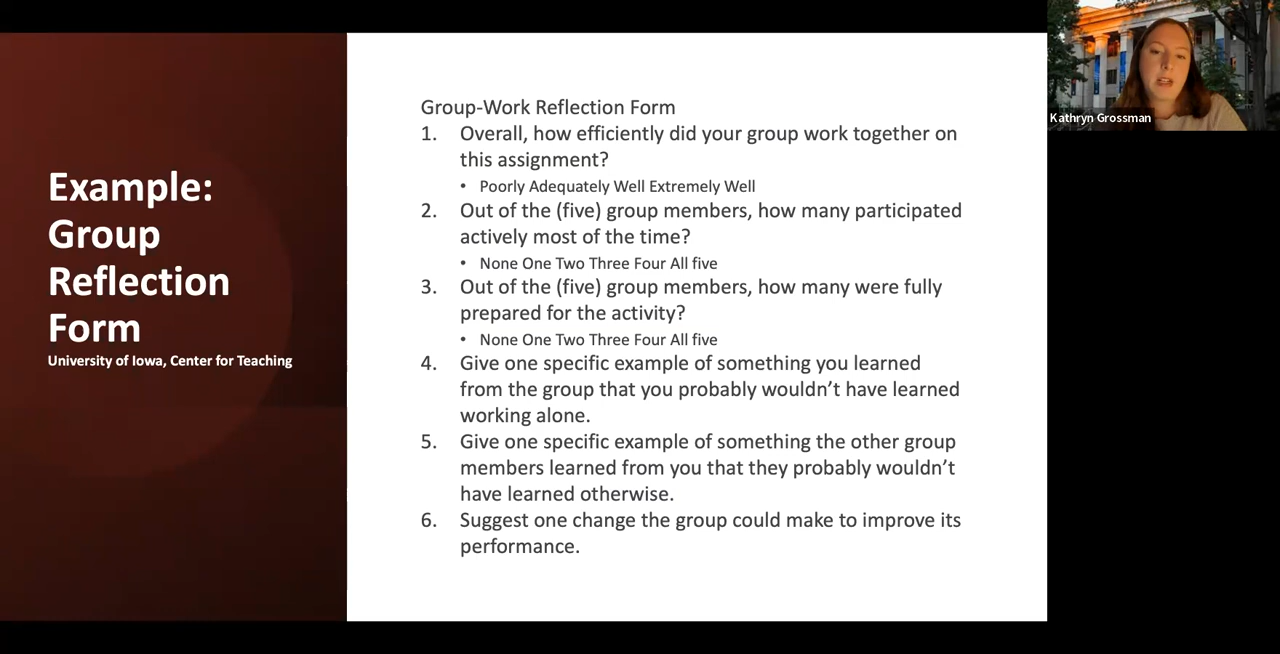 Example:
Group
Reflection
Form
University of Iowa, Center for Teaching
Group-Work Reflection Form
1. Overall, how efficiently did your group work together on
this assignment?
• Poorly Adequately Well Extremely Well
2. Out of the (five) group members, how many participated
actively most of the time?
• None One Two Three Four All five
3. Out of the (five) group members, how many were fully
prepared for the activity?
• None One Two Three Four All five
4. Give one specific example of something you learned
from the group that you probably wouldn’t have learned
working alone.
5. Give one specific example of something the other group
members learned from you that they probably wouldn’t
have learned otherwise.
6. Suggest one change the group could make to improve its
performance.
Kathryn Grossman